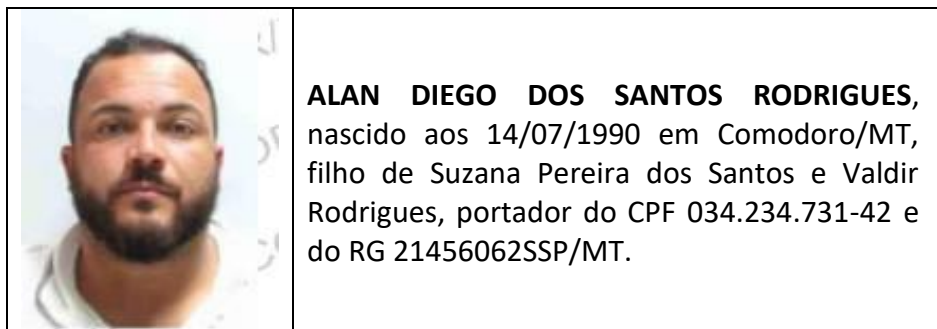 ALAN DIEGO DOS SANTOS RODRIGUES,
nascido aos 14/07/1990 em Comodoro/MT,
filho de Suzana Pereira dos Santos e Valdir
Rodrigues, portador do CPF 034.234.731-42 e
do RG 21456062SSP/MT.